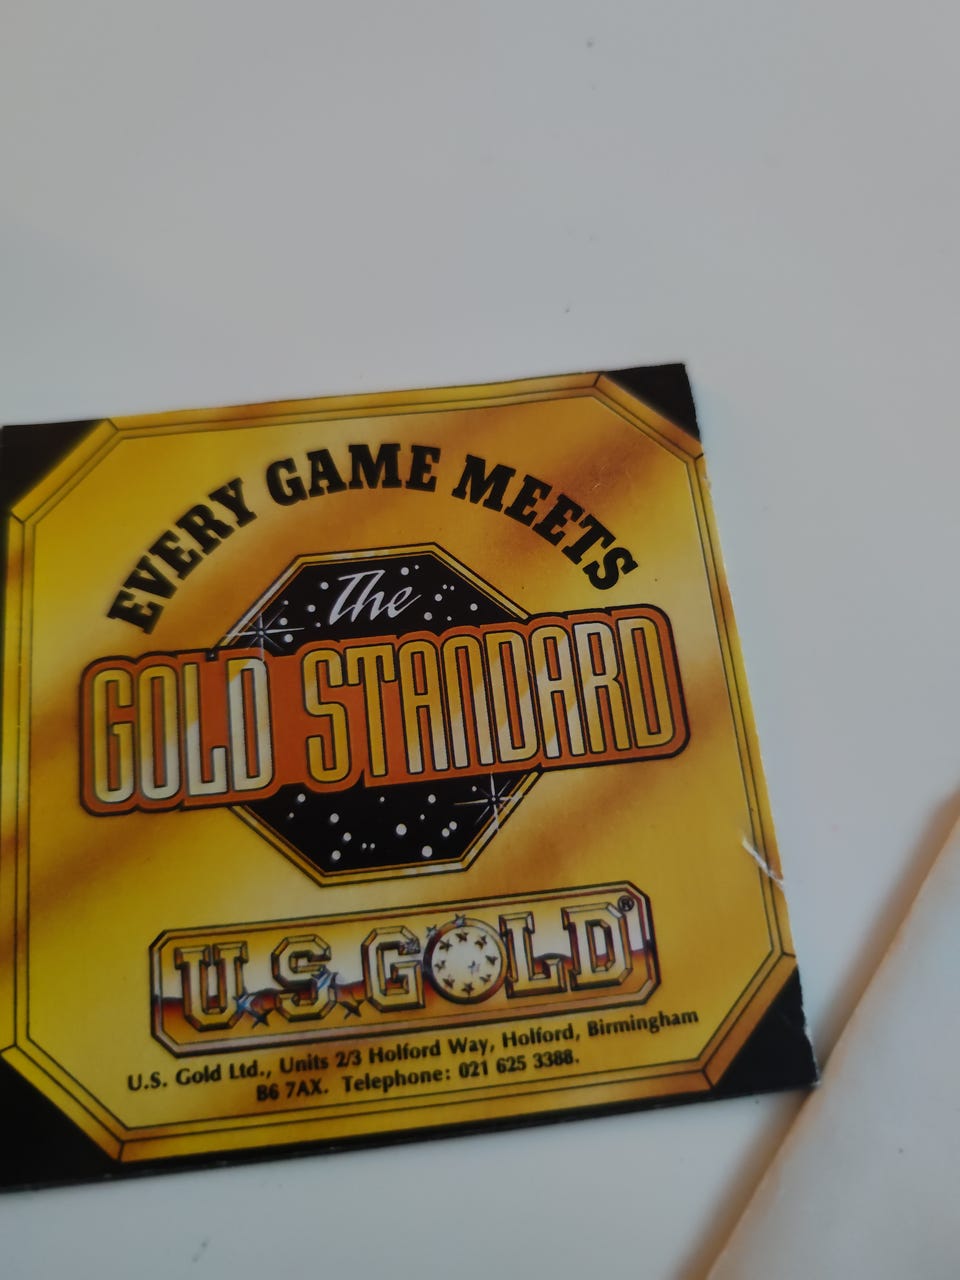 EVERY GAME MEETS
The
GOLD STANDARD
U.S. GOLD®
U.S. Gold Ltd., Units 2/3 Holford Way, Holford, Birmingham
B6 7AX. Telephone: 021 625 3388.